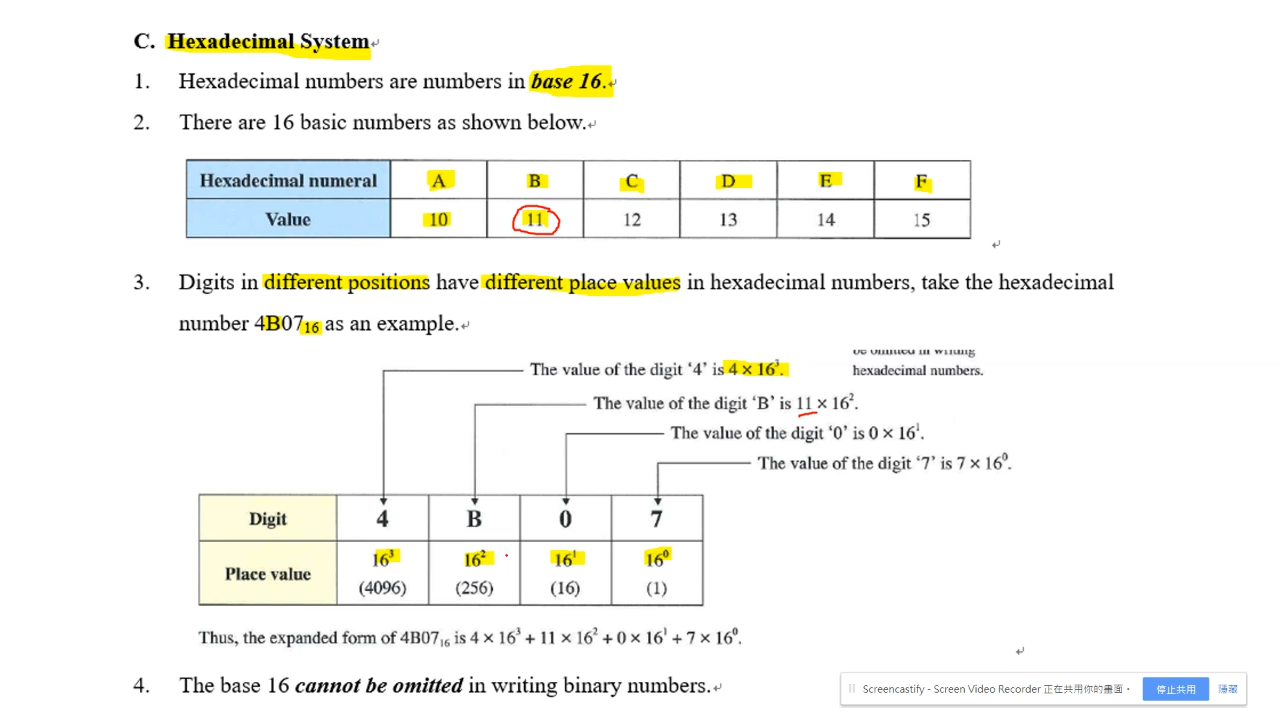 C. Hexadecimal System
1. Hexadecimal numbers are numbers in base 16.
2. There are 16 basic numbers as shown below.
Hexadecimal numeral A B C D E F
Value 10 11 12 13 14 15
3. Digits in different positions have different place values in hexadecimal numbers, take the hexadecimal
number 4B07₁₆ as an example.
be omitted in writing
The value of the digit ‘4’ is 4 × 16³.
hexadecimal numbers.
The value of the digit ‘B’ is 11 × 16².
The value of the digit ‘0’ is 0 × 16¹.
The value of the digit ‘7’ is 7 × 16⁰.
Digit 4 B 0 7
Place value 16³ 16² 16¹ 16⁰
(4096) (256) (16) (1)
Thus, the expanded form of 4B07₁₆ is 4 × 16³ + 11 × 16² + 0 × 16¹ + 7 × 16⁰.
4. The base 16 cannot be omitted in writing binary numbers.
Screencastify - Screen Video Recorder 正在共用你的畫面。 停止共用 隱藏